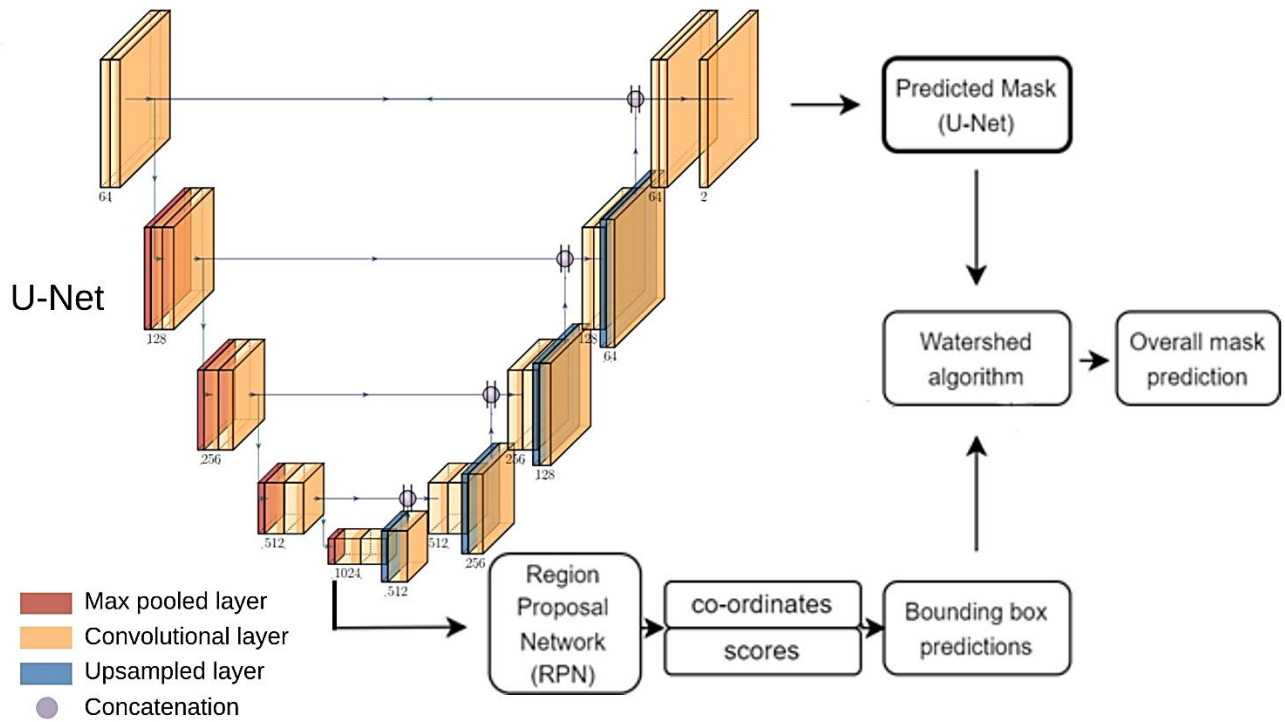 Predicted Mask
(U-Net)
64
64
2
U-Net
128
128
64
Watershed
algorithm
Overall mask
prediction
256
256
128
512
512
256
1024
512
Region
Proposal
Network
(RPN)
co-ordinates
scores
Bounding box
predictions
Max pooled layer
Convolutional layer
Upsampled layer
Concatenation